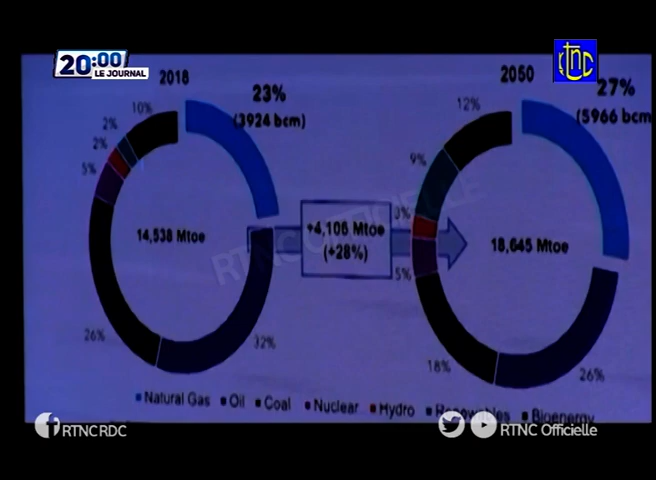 20:00
LE JOURNAL
rtnc
2018
2050
23%
(3924 bcm)
27%
(5966 bcm
10%
2%
2%
5%
26%
32%
14,538 Mtoe
+4,106 Mtoe
(+28%)
12%
9%
3%
5%
18%
26%
18,645 Mtoe
RTNC OFFICIELLE
Natural Gas
Oil
Coal
Nuclear
Hydro
Renewables
Bioenergy
RTNCRDC
RTNC Officielle